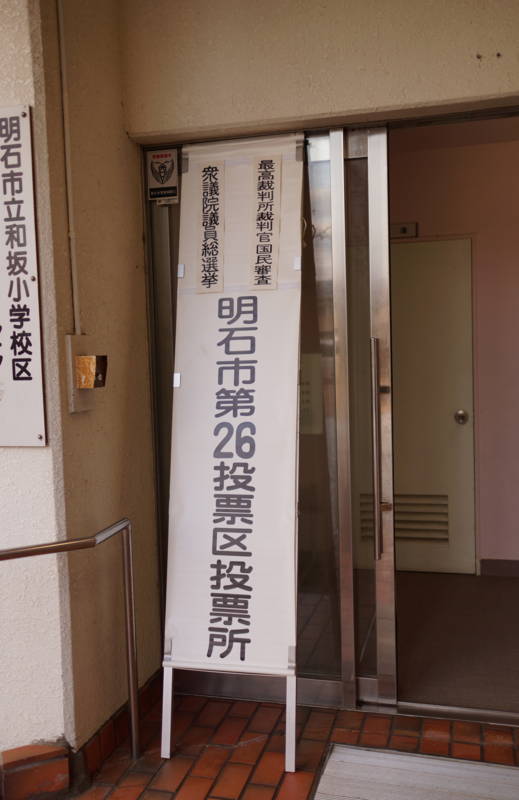 最高裁判所裁判官国民審査
衆議院議員総選挙
明石市第26投票区投票所
明石市立和坂小学校区